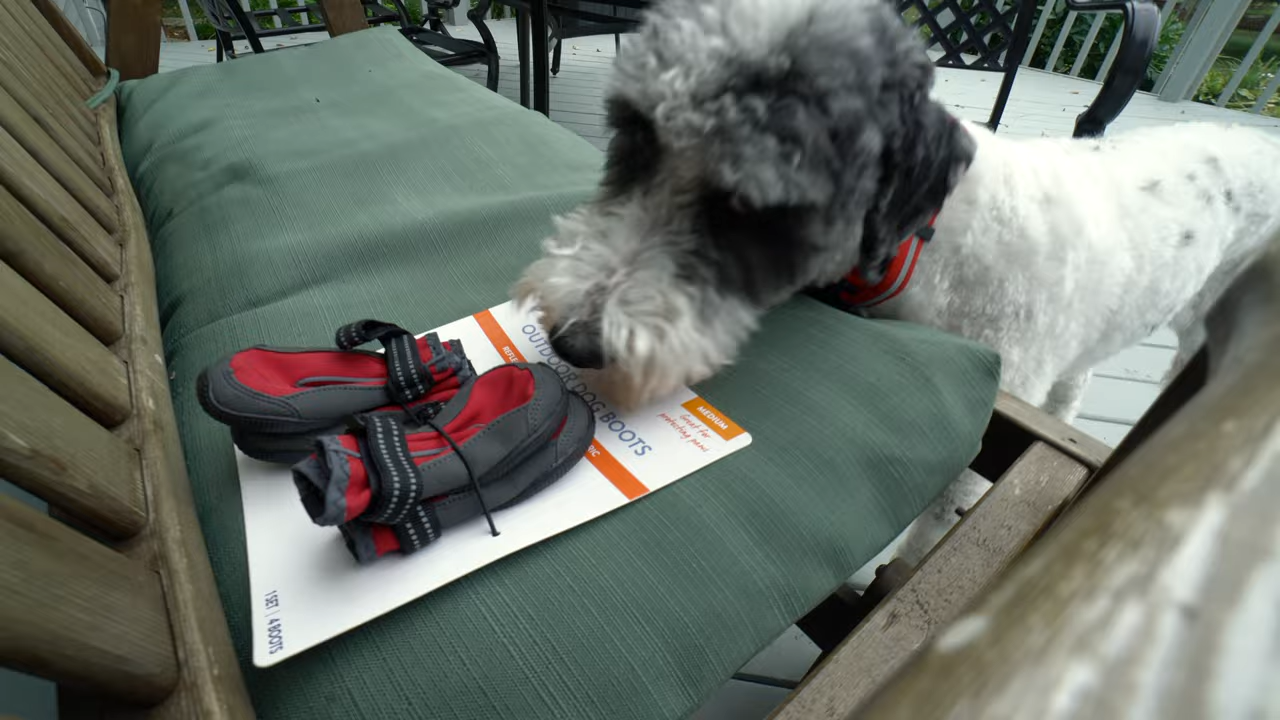 OUTDOOR DOG BOOTS
MEDIUM
Great for
protecting paws
1 SET | 4 BOOTS